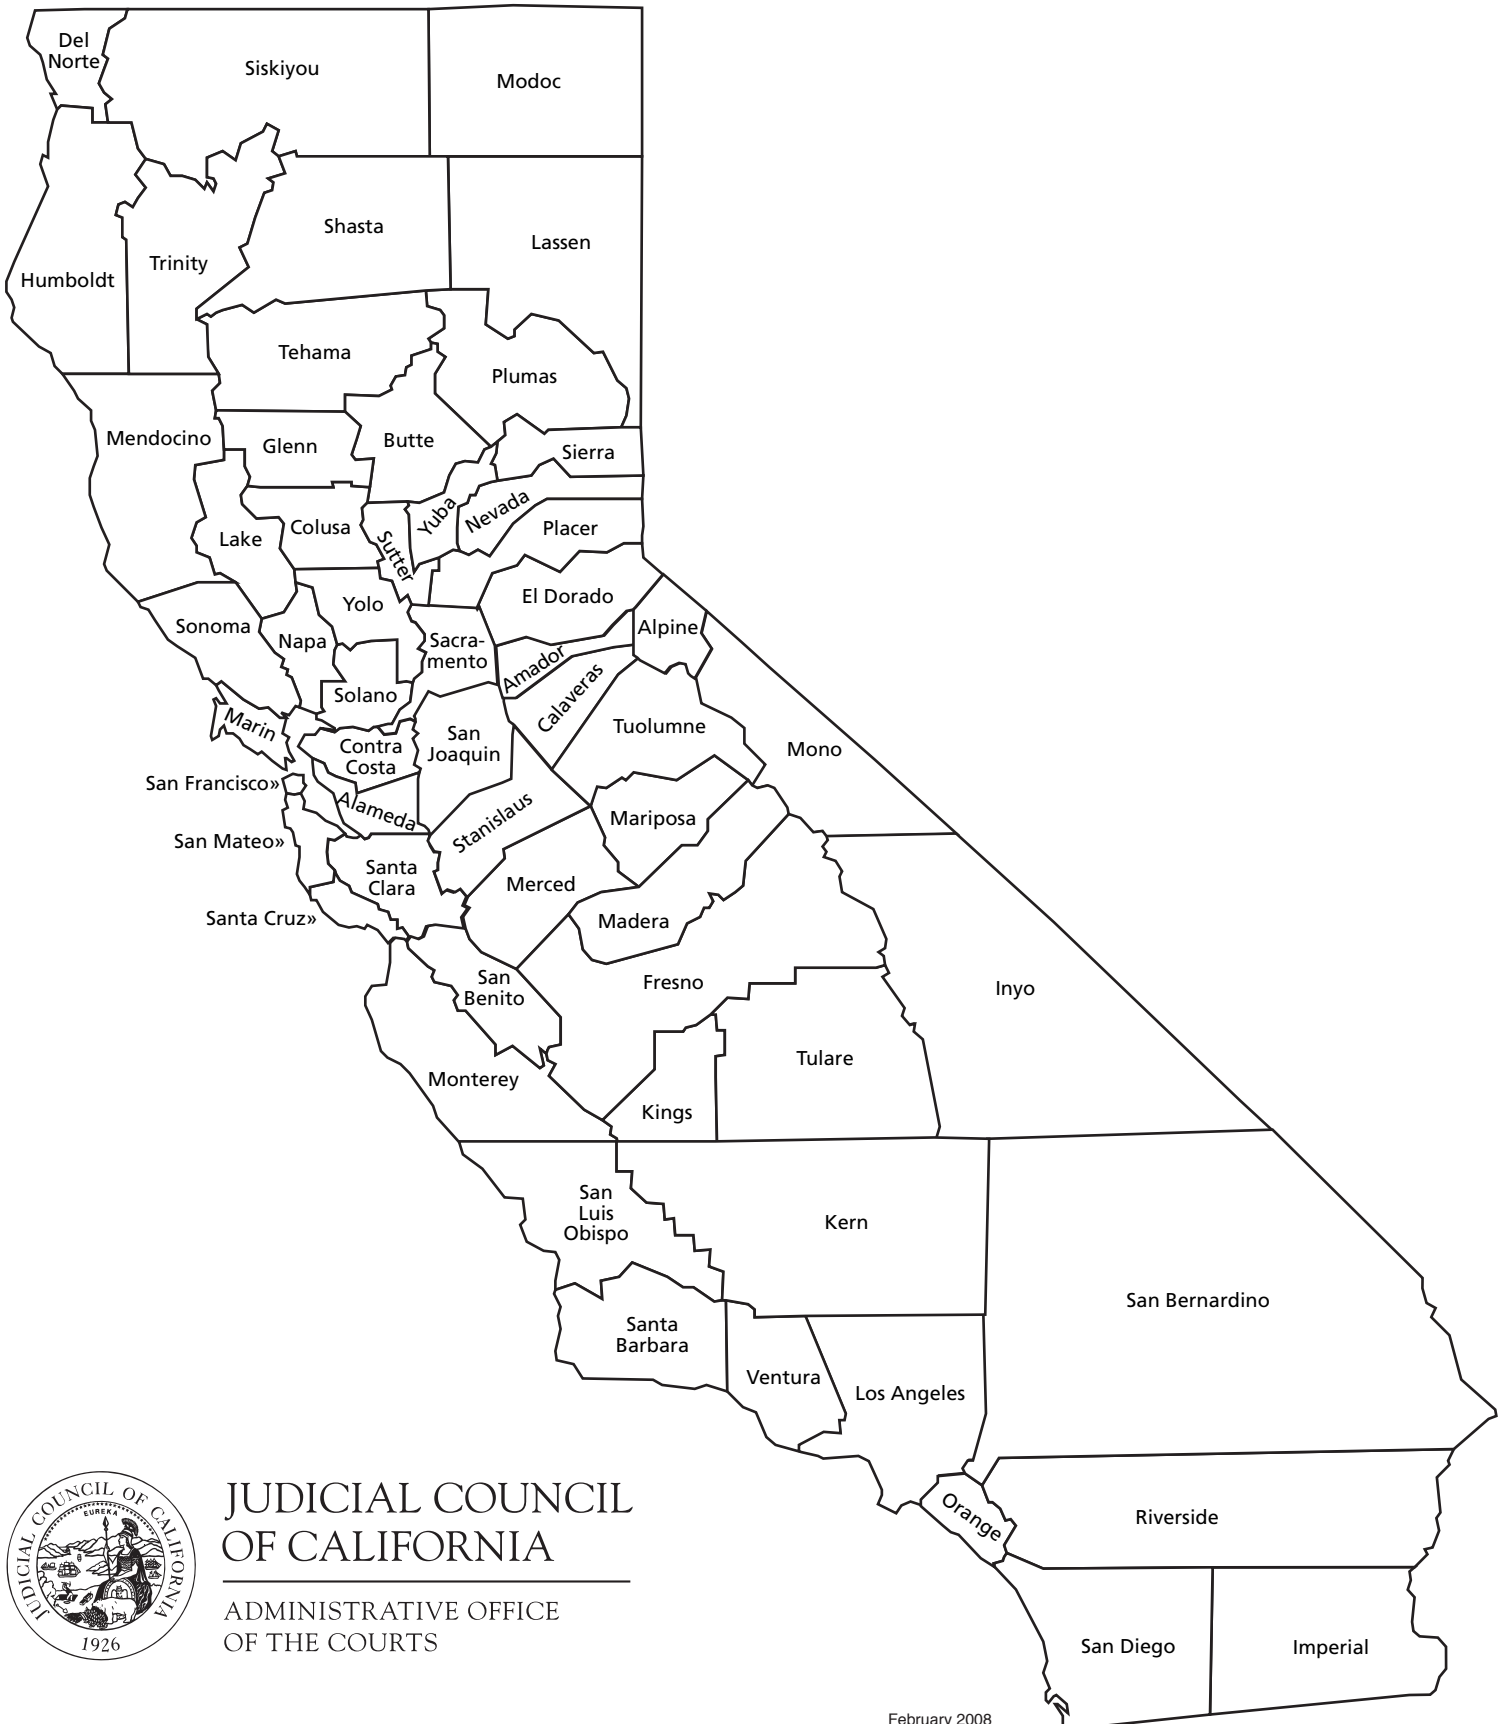 Del
Norte
Siskiyou
Modoc
Shasta
Lassen
Trinity
Humboldt
Tehama
Plumas
Mendocino
Glenn
Butte
Sierra
Yuba
Nevada
Placer
Colusa
Lake
Sutter
El Dorado
Yolo
Sonoma
Napa
Sacra-
mento
Alpine
Amador
Solano
Calaveras
Marin
Tuolumne
Contra
Costa
San
Joaquin
Mono
San Francisco»
Alameda
Stanislaus
Mariposa
San Mateo»
Santa
Clara
Merced
Santa Cruz»
Madera
San
Benito
Fresno
Inyo
Tulare
Monterey
Kings
San
Luis
Obispo
Kern
San Bernardino
Santa
Barbara
Ventura
Los Angeles
Orange
Riverside
San Diego
Imperial
JUDICIAL COUNCIL OF CALIFORNIA
EUREKA
1926
JUDICIAL COUNCIL
OF CALIFORNIA
ADMINISTRATIVE OFFICE
OF THE COURTS
February 2008